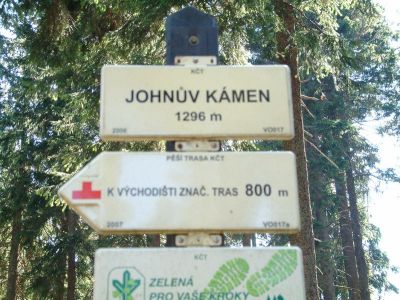 KČT
JOHNŮV KÁMEN
1296 m
2006 VO017
PĚŠÍ TRASA KČT
K VÝCHODIŠTI ZNAČ. TRAS 800 m
2007 VO017a
KČT
ZELENÁ
PRO VAŠE KROKY